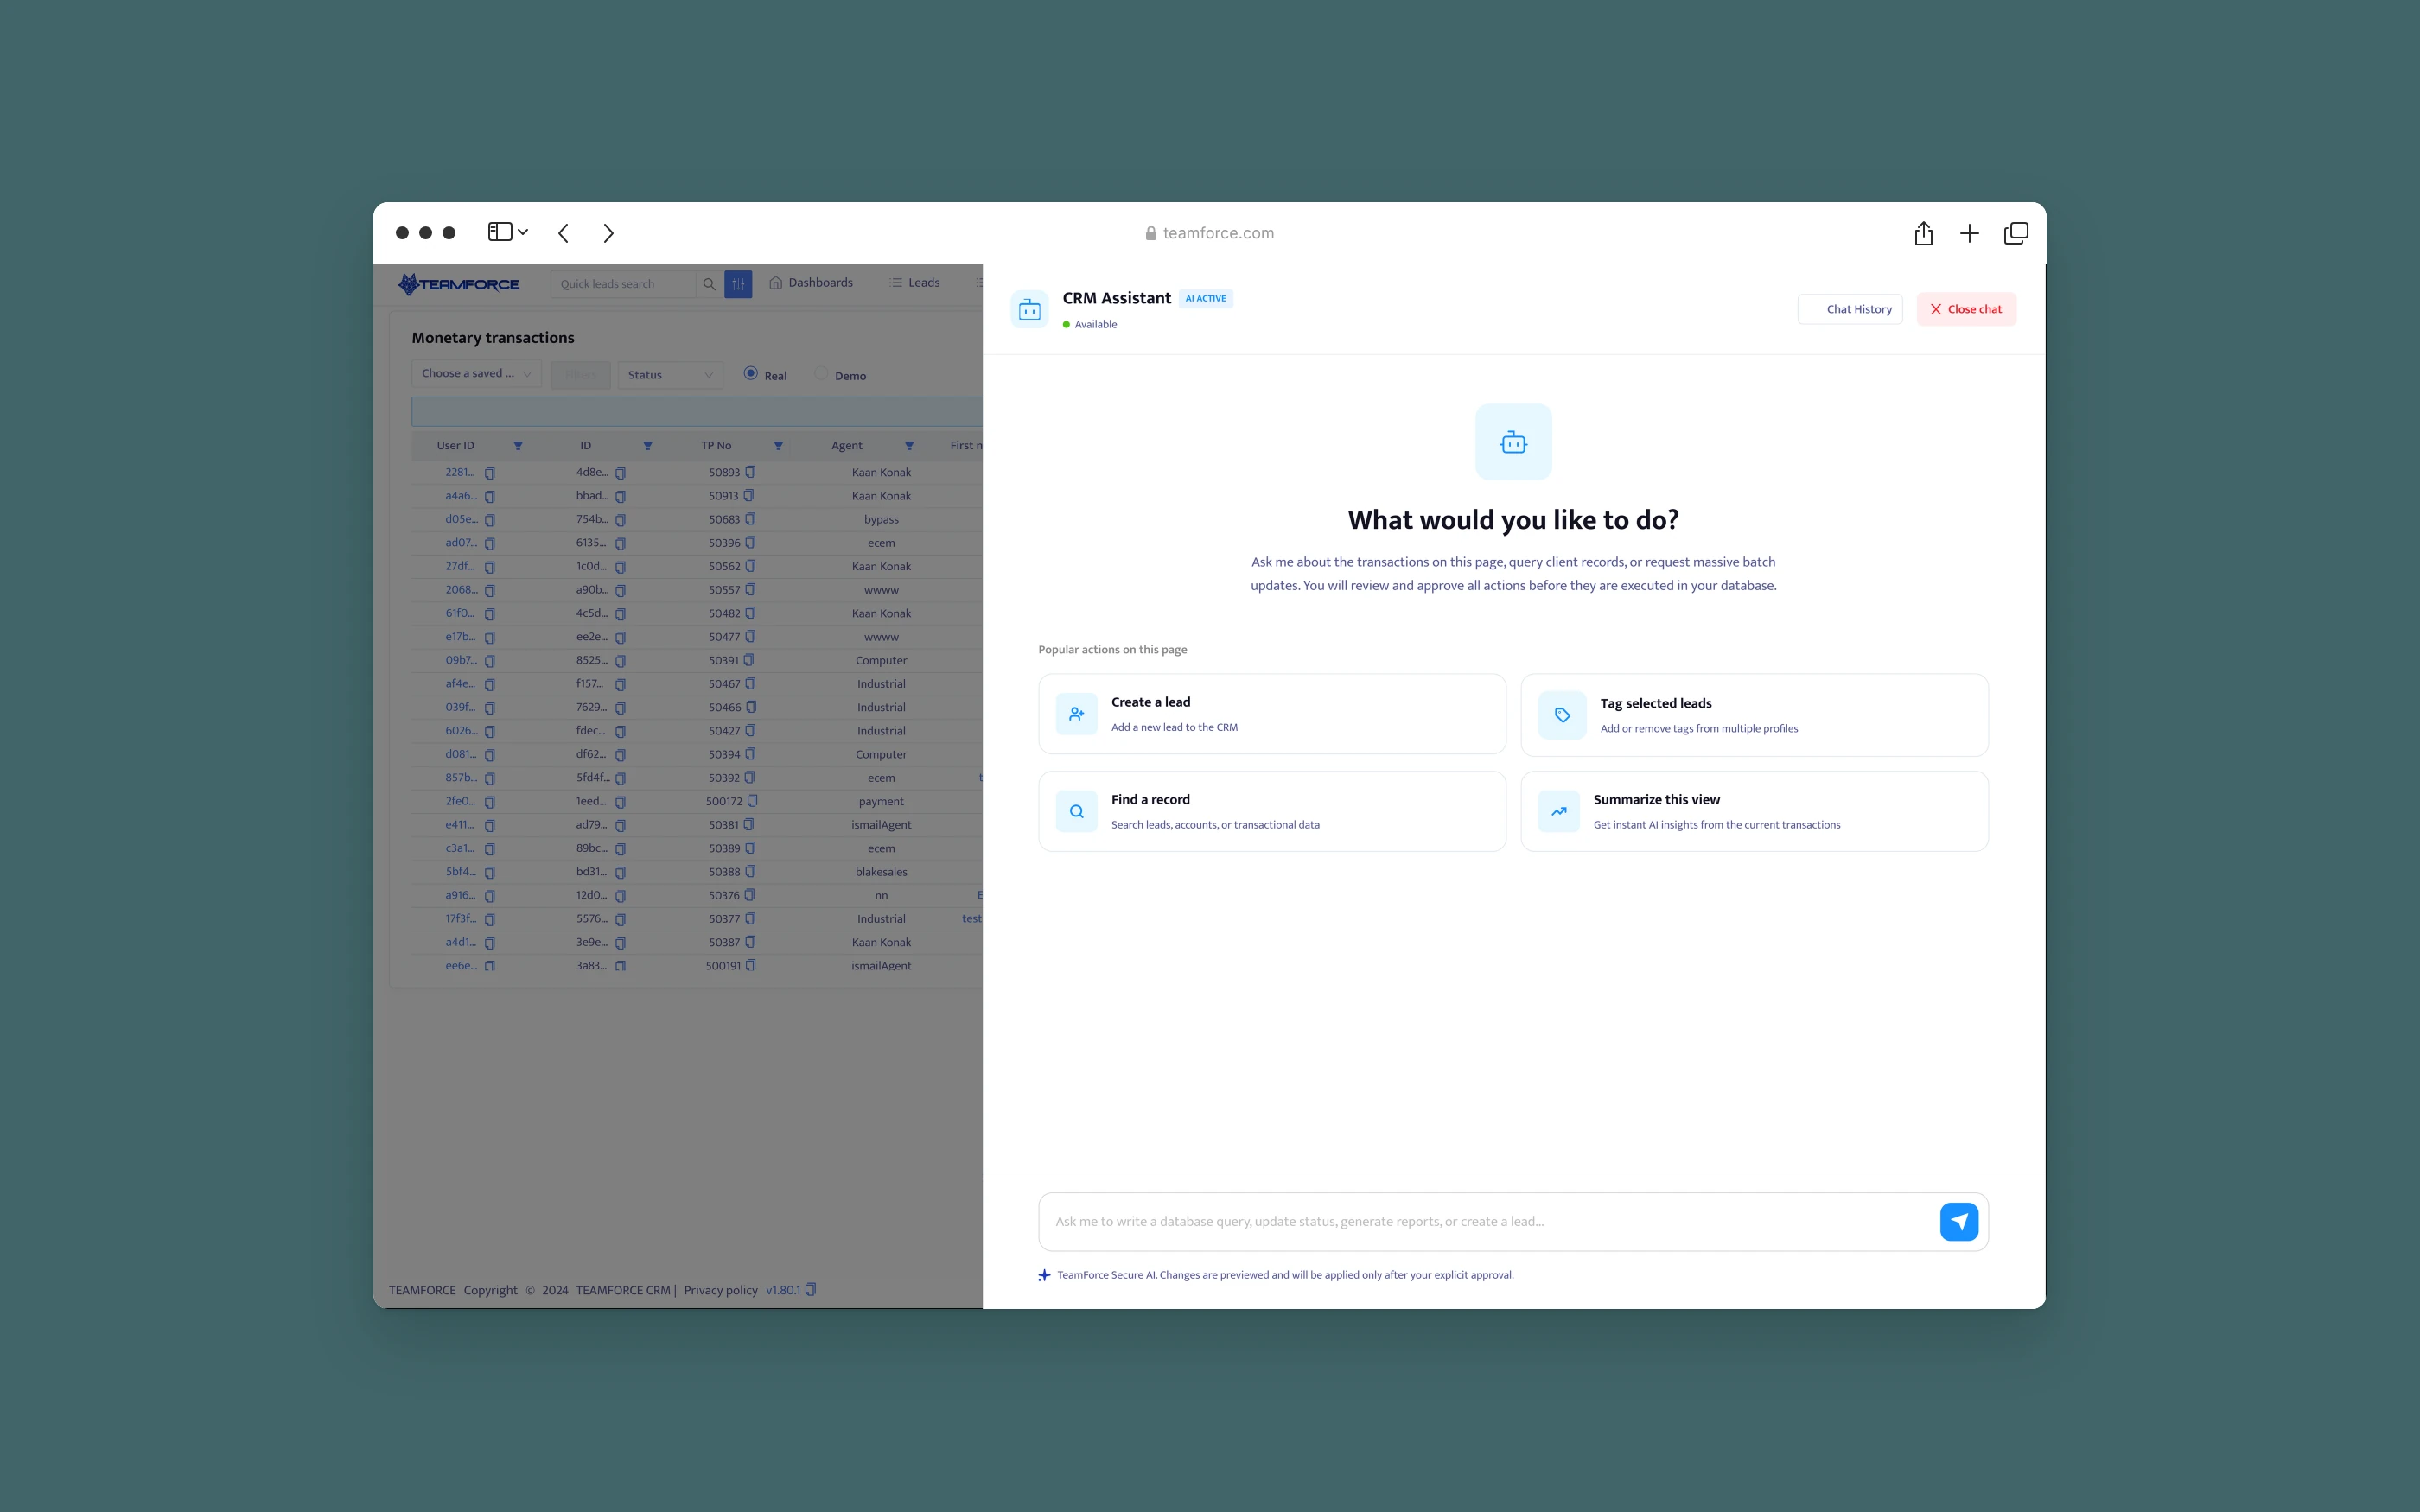 teamforce.com
TEAMFORCE
Quick leads search
Dashboards
Leads
Monetary transactions
Choose a saved ...
Status
Real
Demo
User ID ID TP No Agent First n
2281... 4d8e... 50893 Kaan Konak
a4a6... bbad... 50913 Kaan Konak
d05e... 754b... 50683 bypass
ad07... 6135... 50396 ecem
27df... 1c0d... 50562 Kaan Konak
2068... a90b... 50557 wwww
61f0... 4c5d... 50482 Kaan Konak
e17b... ee2e... 50477 wwww
09b7... 8525... 50391 Computer
af4e... f157... 50467 Industrial
039f... 7629... 50466 Industrial
6026... fdec... 50427 Industrial
d081... df62... 50394 Computer
857b... 5fd4f... 50392 ecem t
2fe0... 1eed... 500172 payment
e411... ad79... 50381 ismailAgent
c3a1... 89bc... 50389 ecem
5bf4... bd31... 50388 blakesales
a916... 12d0... 50376 nn E
17f3f... 5576... 50377 Industrial test
a4d1... 3e9e... 50387 Kaan Konak
ee6e... 3a83... 500191 ismailAgent
TEAMFORCE Copyright © 2024 TEAMFORCE CRM | Privacy policy v1.80.1
CRM Assistant AI ACTIVE
Available
Chat History
Close chat
What would you like to do?
Ask me about the transactions on this page, query client records, or request massive batch
updates. You will review and approve all actions before they are executed in your database.
Popular actions on this page
Create a lead
Add a new lead to the CRM
Tag selected leads
Add or remove tags from multiple profiles
Find a record
Search leads, accounts, or transactional data
Summarize this view
Get instant AI insights from the current transactions
Ask me to write a database query, update status, generate reports, or create a lead...
TeamForce Secure AI. Changes are previewed and will be applied only after your explicit approval.